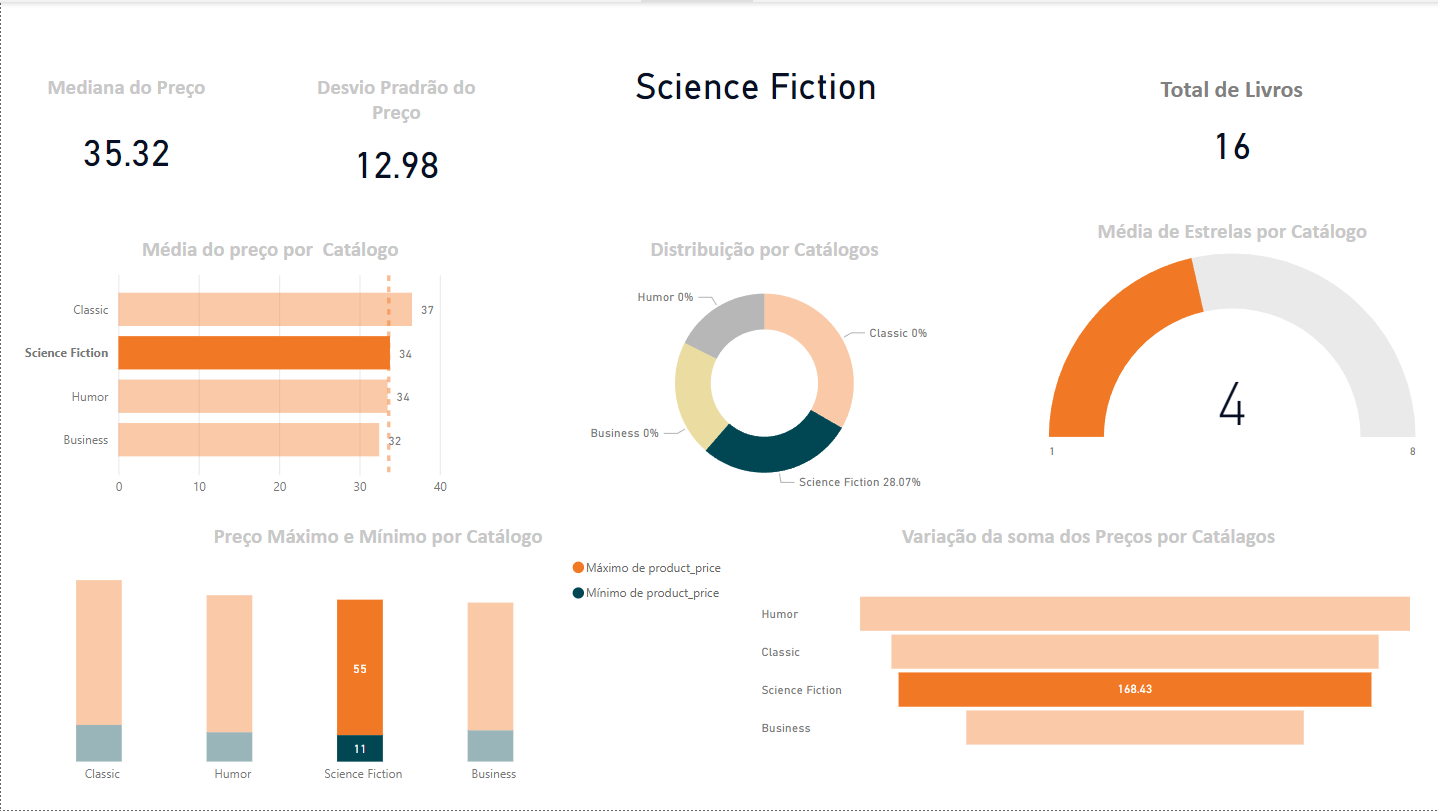 Mediana do Preço
35.32
Desvio Pradrão do
Preço
12.98
Science Fiction
Total de Livros
16
Média do preço por  Catálogo
Classic
37
Science Fiction
34
Humor
34
Business
32
0
10
20
30
40
Distribuição por Catálogos
Humor 0%
Classic 0%
Business 0%
Science Fiction 28.07%
Média de Estrelas por Catálogo
4
1
8
Preço Máximo e Mínimo por Catálogo
Máximo de product_price
Mínimo de product_price
55
11
Classic
Humor
Science Fiction
Business
Variação da soma dos Preços por Catálagos
Humor
Classic
Science Fiction
168.43
Business